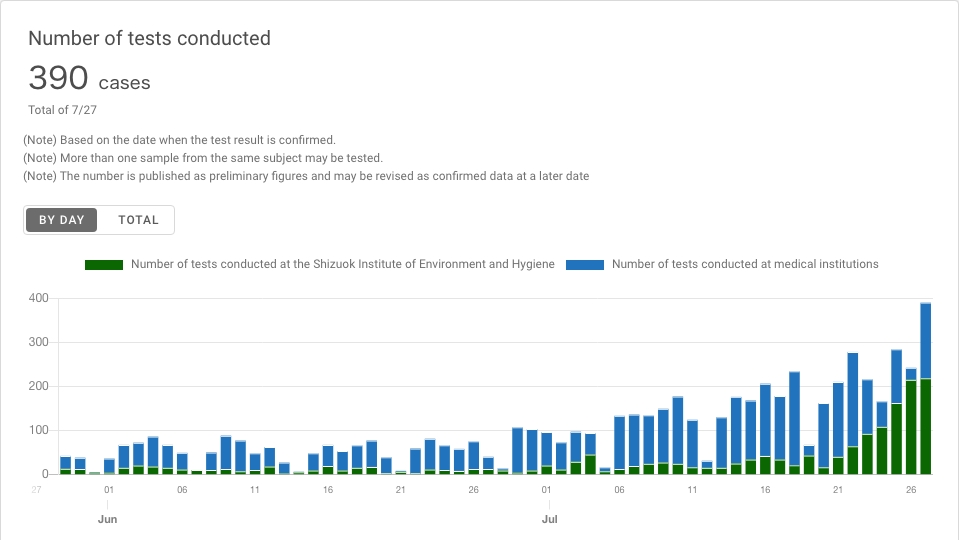 Number of tests conducted
390 cases
Total of 7/27
(Note) Based on the date when the test result is confirmed.
(Note) More than one sample from the same subject may be tested.
(Note) The number is published as preliminary figures and may be revised as confirmed data at a later date
BY DAY TOTAL
Number of tests conducted at the Shizuok Institute of Environment and Hygiene Number of tests conducted at medical institutions
400
300
200
100
0
27 01 06 11 16 21 26 01 06 11 16 21 26
Jun Jul